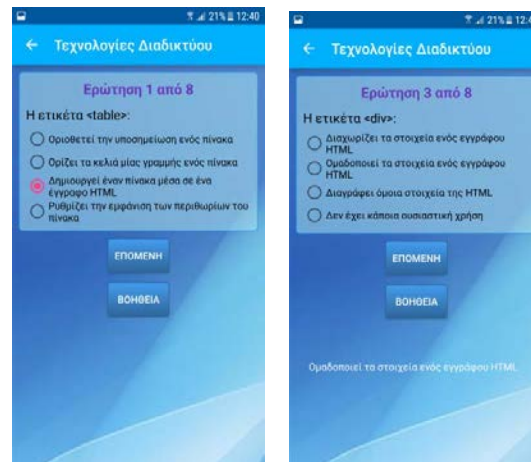 21% 12:40
Τεχνολογίες Διαδικτύου
Ερώτηση 1 από 8
Η ετικέτα <table>:
Οριοθετεί την υποσημείωση ενός πίνακα
Ορίζει τα κελιά μίας γραμμής ενός πίνακα
Δημιουργεί έναν πίνακα μέσα σε ένα
έγγραφο HTML
Ρυθμίζει την εμφάνιση των περιθωρίων του
πίνακα
ΕΠΟΜΕΝΗ
ΒΟΗΘΕΙΑ
21% 12:4
Τεχνολογίες Διαδικτύου
Ερώτηση 3 από 8
Η ετικέτα <div>:
Διαχωρίζει τα στοιχεία ενός εγγράφου
HTML
Ομαδοποιεί τα στοιχεία ενός εγγράφου
HTML
Διαγράφει όμοια στοιχεία της HTML
Δεν έχει κάποια ουσιαστική χρήση
ΕΠΟΜΕΝΗ
ΒΟΗΘΕΙΑ
Ομαδοποιεί τα στοιχεία ενός εγγράφου HTML